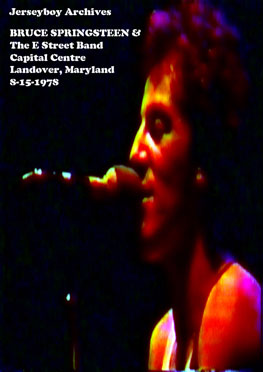 Jerseyboy Archives
BRUCE SPRINGSTEEN &
The E Street Band
Capital Centre
Landover, Maryland
8-15-1978